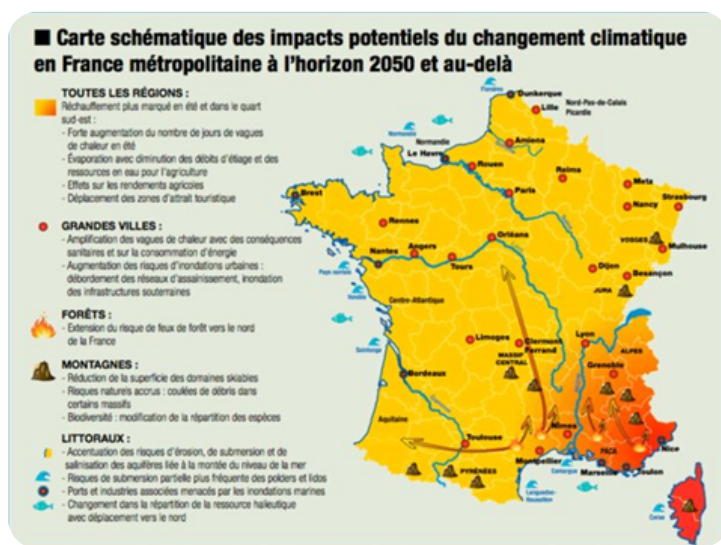 ■ Carte schématique des impacts potentiels du changement climatique
en France métropolitaine à l'horizon 2050 et au-delà
TOUTES LES RÉGIONS :
Réchauffement plus marqué en été et dans le quart
sud-est :
- Forte augmentation du nombre de jours de vagues
de chaleur en été
- Évaporation avec diminution des débits d'étiage et des
ressources en eau pour l'agriculture
- Effets sur les rendements agricoles
- Déplacement des zones d'attrait touristique
GRANDES VILLES :
- Amplification des vagues de chaleur avec des conséquences
sanitaires et sur la consommation d'énergie
- Augmentation des risques d'inondations urbaines :
débordement des réseaux d'assainissement, inondation
des infrastructures souterraines
FORÊTS :
- Extension du risque de feux de forêt vers le nord
de la France
MONTAGNES :
- Réduction de la superficie des domaines skiables
- Risques naturels accrus : coulées de débris dans
certains massifs
- Biodiversité : modification de la répartition des espèces
LITTORAUX :
- Accentuation des risques d'érosion, de submersion et de
salinisation des aquifères liée à la montée du niveau de la mer
- Risques de submersion partielle plus fréquente des polders et lidos
- Ports et industries associées menacés par les inondations marines
- Changement dans la répartition de la ressource halieutique
avec déplacement vers le nord
Flandres
Dunkerque
Lille
Nord-Pas-de-Calais
Picardie
Normandie
Normandie
Amiens
Le Havre
Rouen
Reims
Metz
Paris
Nancy
Strasbourg
Brest
Rennes
VOSGES
Mulhouse
Orléans
Angers
Nantes
Tours
Dijon
Besançon
JURA
Vendée
Centre-Atlantique
Saintonge
Limoges
Clermont
Ferrand
MASSIF
CENTRAL
Lyon
ALPES
Grenoble
Bordeaux
Aquitaine
Toulouse
Nîmes
PACA
Nice
Montpellier
Camargue
Marseille
Toulon
PYRÉNÉES
Languedoc-
Roussillon
Corse